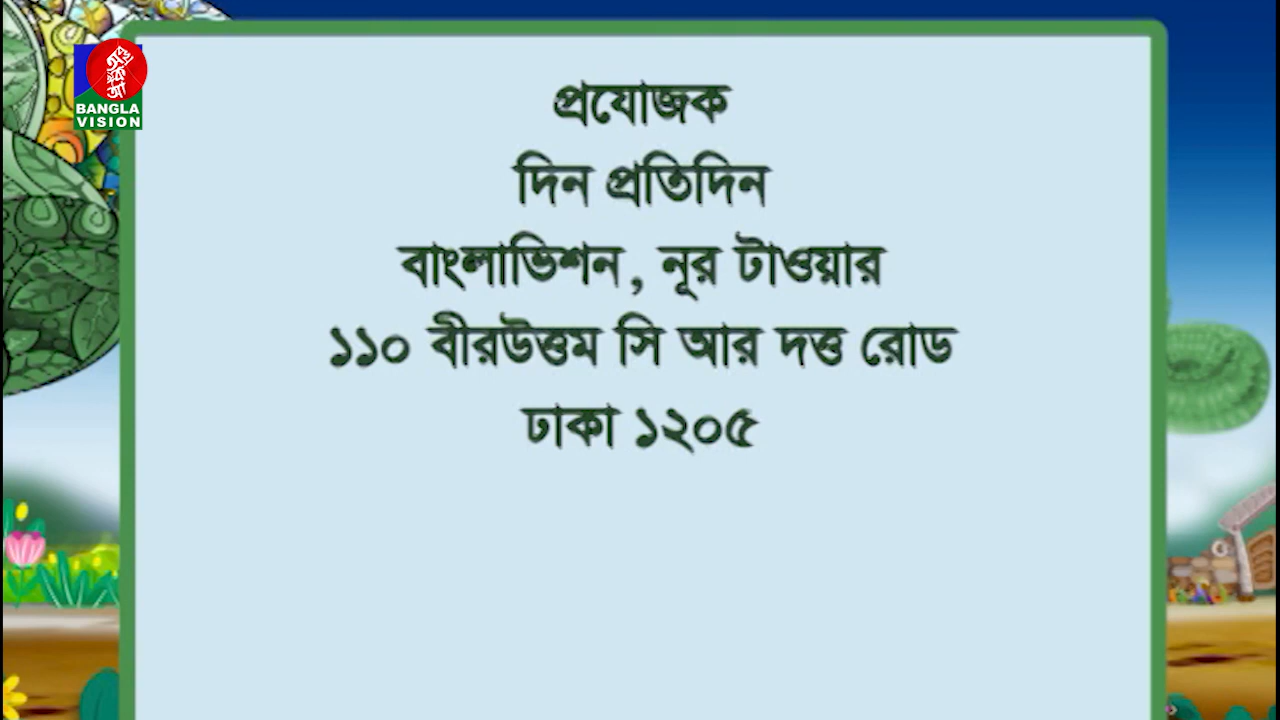 BANGLA
VISION
প্রযোজক
দিন প্রতিদিন
বাংলাভিশন, নূর টাওয়ার
১১০ বীরউত্তম সি আর দত্ত রোড
ঢাকা ১২০৫